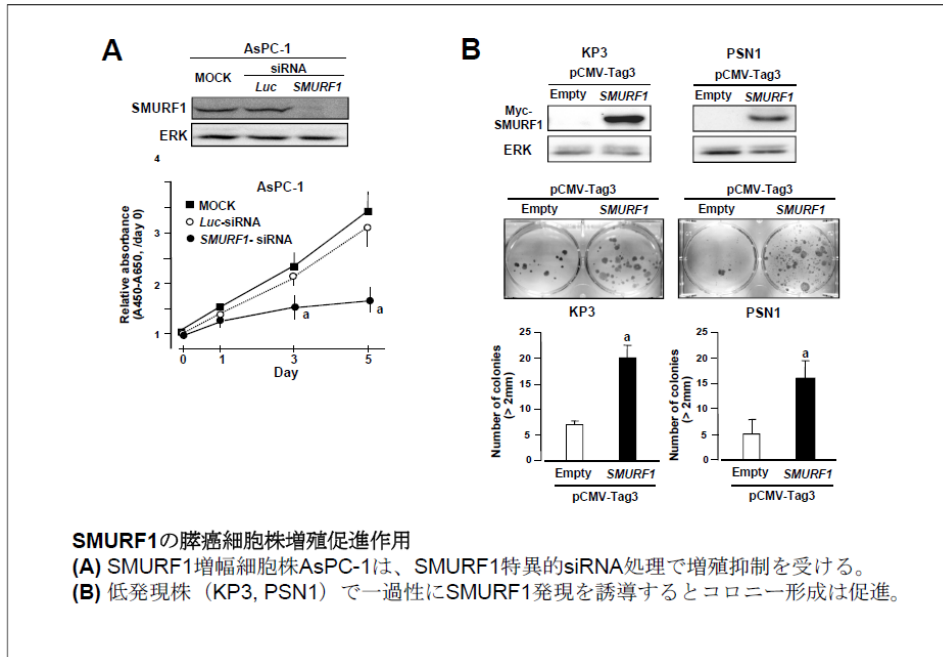 A
AsPC-1
MOCK
siRNA
Luc SMURF1
SMURF1
ERK
4
AsPC-1
MOCK
Luc-siRNA
SMURF1- siRNA
Relative absorbance
(A450-A650, /day 0)
3
2
1
a
a
0 1 3 5
Day
B
KP3
pCMV-Tag3
Empty SMURF1
Myc-
SMURF1
ERK
PSN1
pCMV-Tag3
Empty SMURF1
pCMV-Tag3
Empty SMURF1
pCMV-Tag3
Empty SMURF1
KP3
Number of colonies
(> 2mm)
25
20
15
10
5
0
a
Empty SMURF1
pCMV-Tag3
PSN1
Number of colonies
(> 2mm)
25
20
15
10
5
0
a
Empty SMURF1
pCMV-Tag3
SMURF1の膵癌細胞株増殖促進作用
(A) SMURF1増幅細胞株AsPC-1は、SMURF1特異的siRNA処理で増殖抑制を受ける。
(B) 低発現株（KP3, PSN1）で一過性にSMURF1発現を誘導するとコロニー形成は促進。